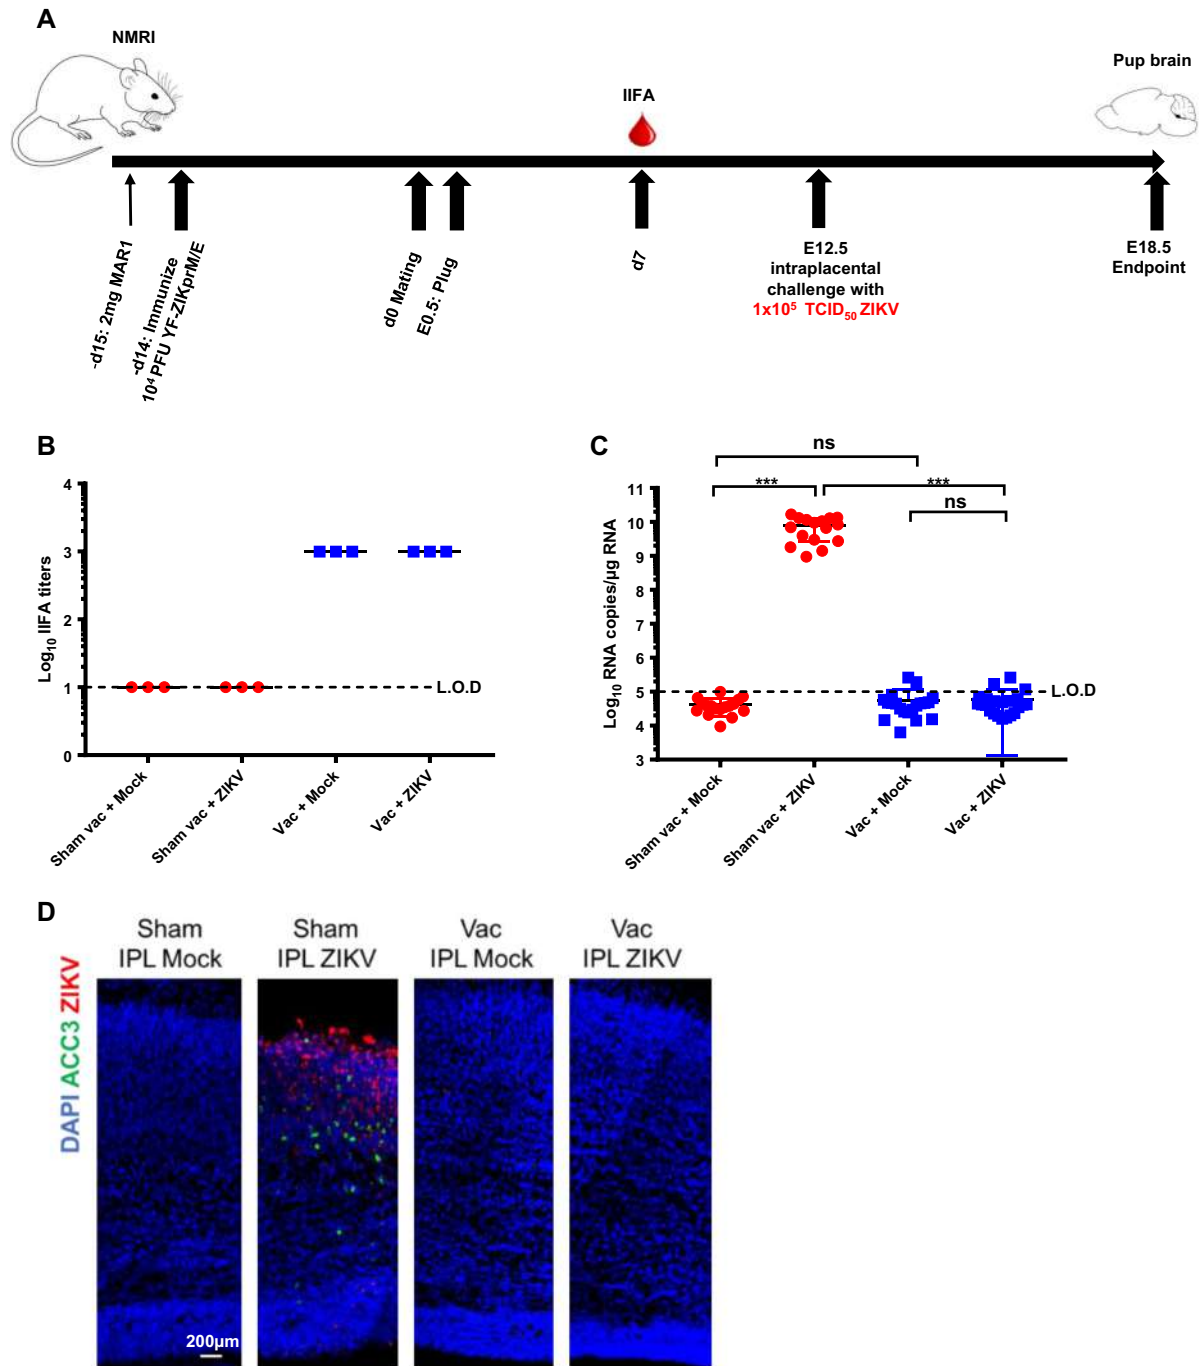 A
NMRI
IIFA
Pup brain
-d15: 2mg MAR1
-d14: Immunize
10⁴ PFU YF-ZIKprM/E
d0 Mating
E0.5: Plug
d7
E12.5
intraplacental
challenge with
1x10⁵ TCID₅₀ ZIKV
E18.5
Endpoint
B
Log₁₀ IIFA titers
4
3
2
1
0
L.O.D
Sham vac + Mock
Sham vac + ZIKV
Vac + Mock
Vac + ZIKV
C
ns
***
***
ns
Log₁₀ RNA copies/µg RNA
11
10
9
8
7
6
5
4
3
L.O.D
Sham vac + Mock
Sham vac + ZIKV
Vac + Mock
Vac + ZIKV
D
Sham
IPL Mock
Sham
IPL ZIKV
Vac
IPL Mock
Vac
IPL ZIKV
DAPI ACC3 ZIKV
200µm